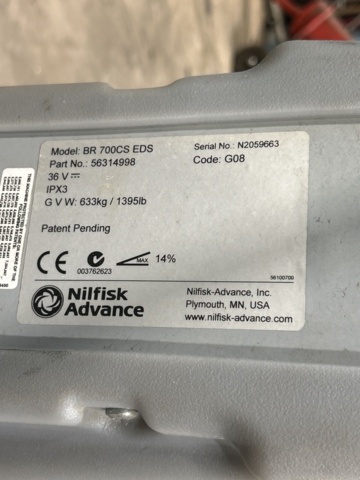 Model: BR 700CS EDS
Serial No.: N2059663
Part No.: 56314998
Code: G08
36 V
IPX3
G V W: 633kg / 1395lb
Patent Pending
CE
MAX 14%
003762623
56100700
Nilfisk
Advance
Nilfisk-Advance, Inc.
Plymouth, MN, USA
www.nilfisk-advance.com